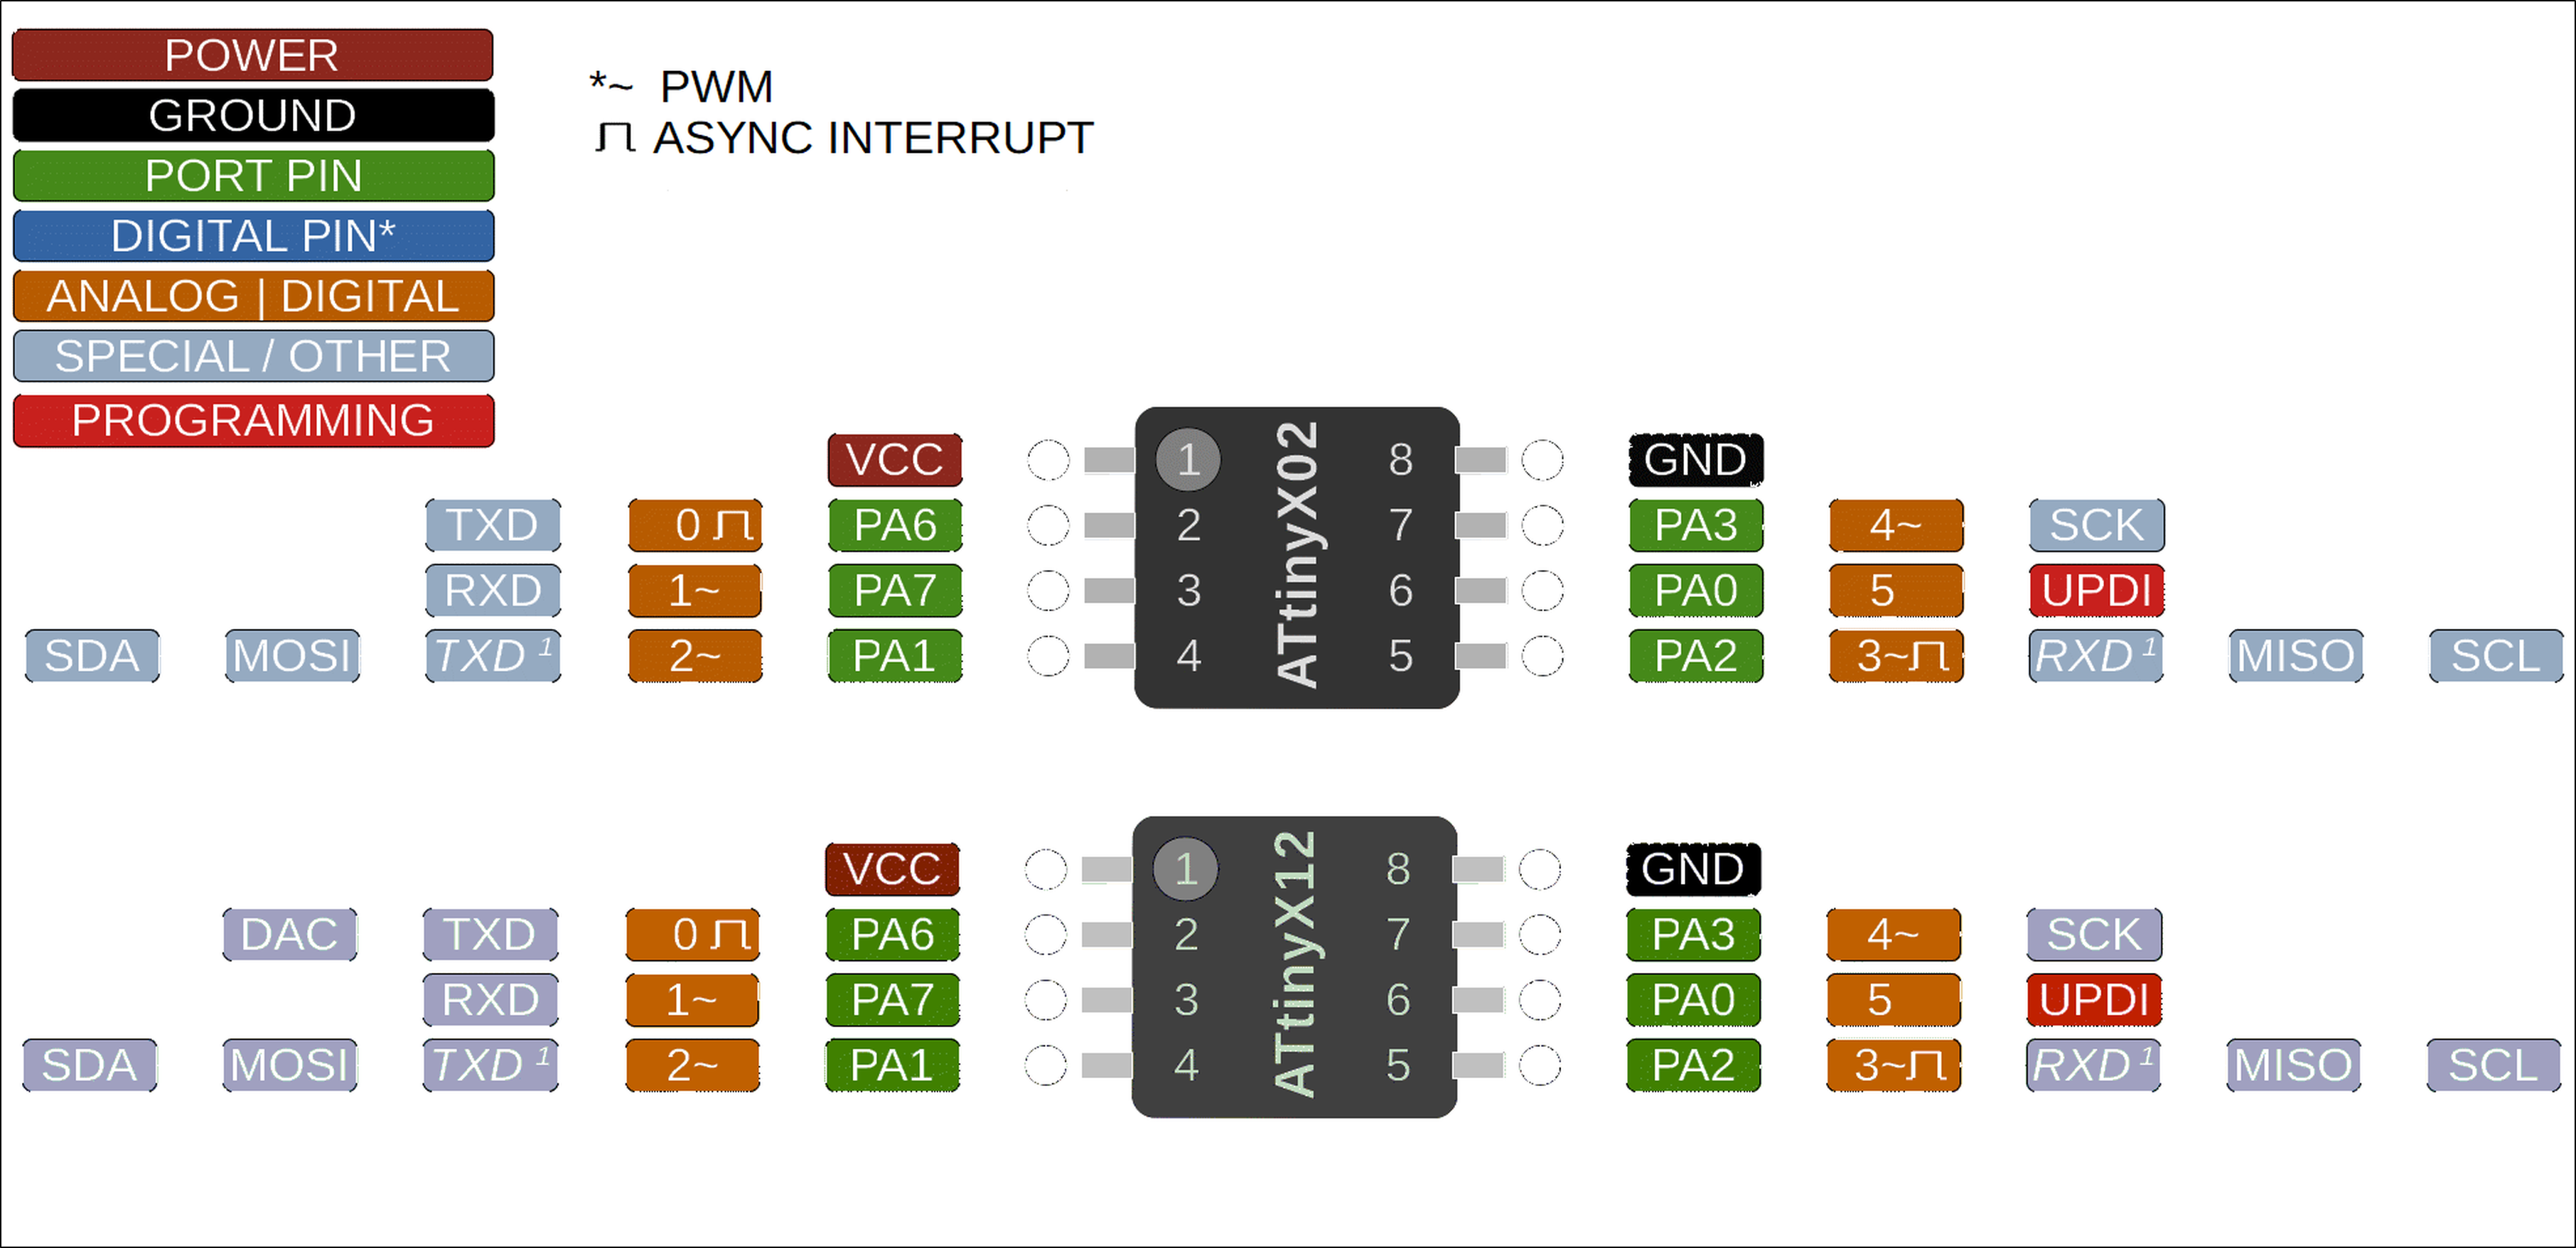 POWER
GROUND
PORT PIN
DIGITAL PIN*
ANALOG | DIGITAL
SPECIAL / OTHER
PROGRAMMING
*~ PWM
ASYNC INTERRUPT
VCC 1 8 GND
TXD 0 PA6 2 7 PA3 4~ SCK
RXD 1~ PA7 3 6 PA0 5 UPDI
SDA MOSI TXD 1 2~ PA1 4 5 PA2 3~ RXD 1 MISO SCL
ATtinyX02
VCC 1 8 GND
DAC TXD 0 PA6 2 7 PA3 4~ SCK
RXD 1~ PA7 3 6 PA0 5 UPDI
SDA MOSI TXD 1 2~ PA1 4 5 PA2 3~ RXD 1 MISO SCL
ATtinyX12